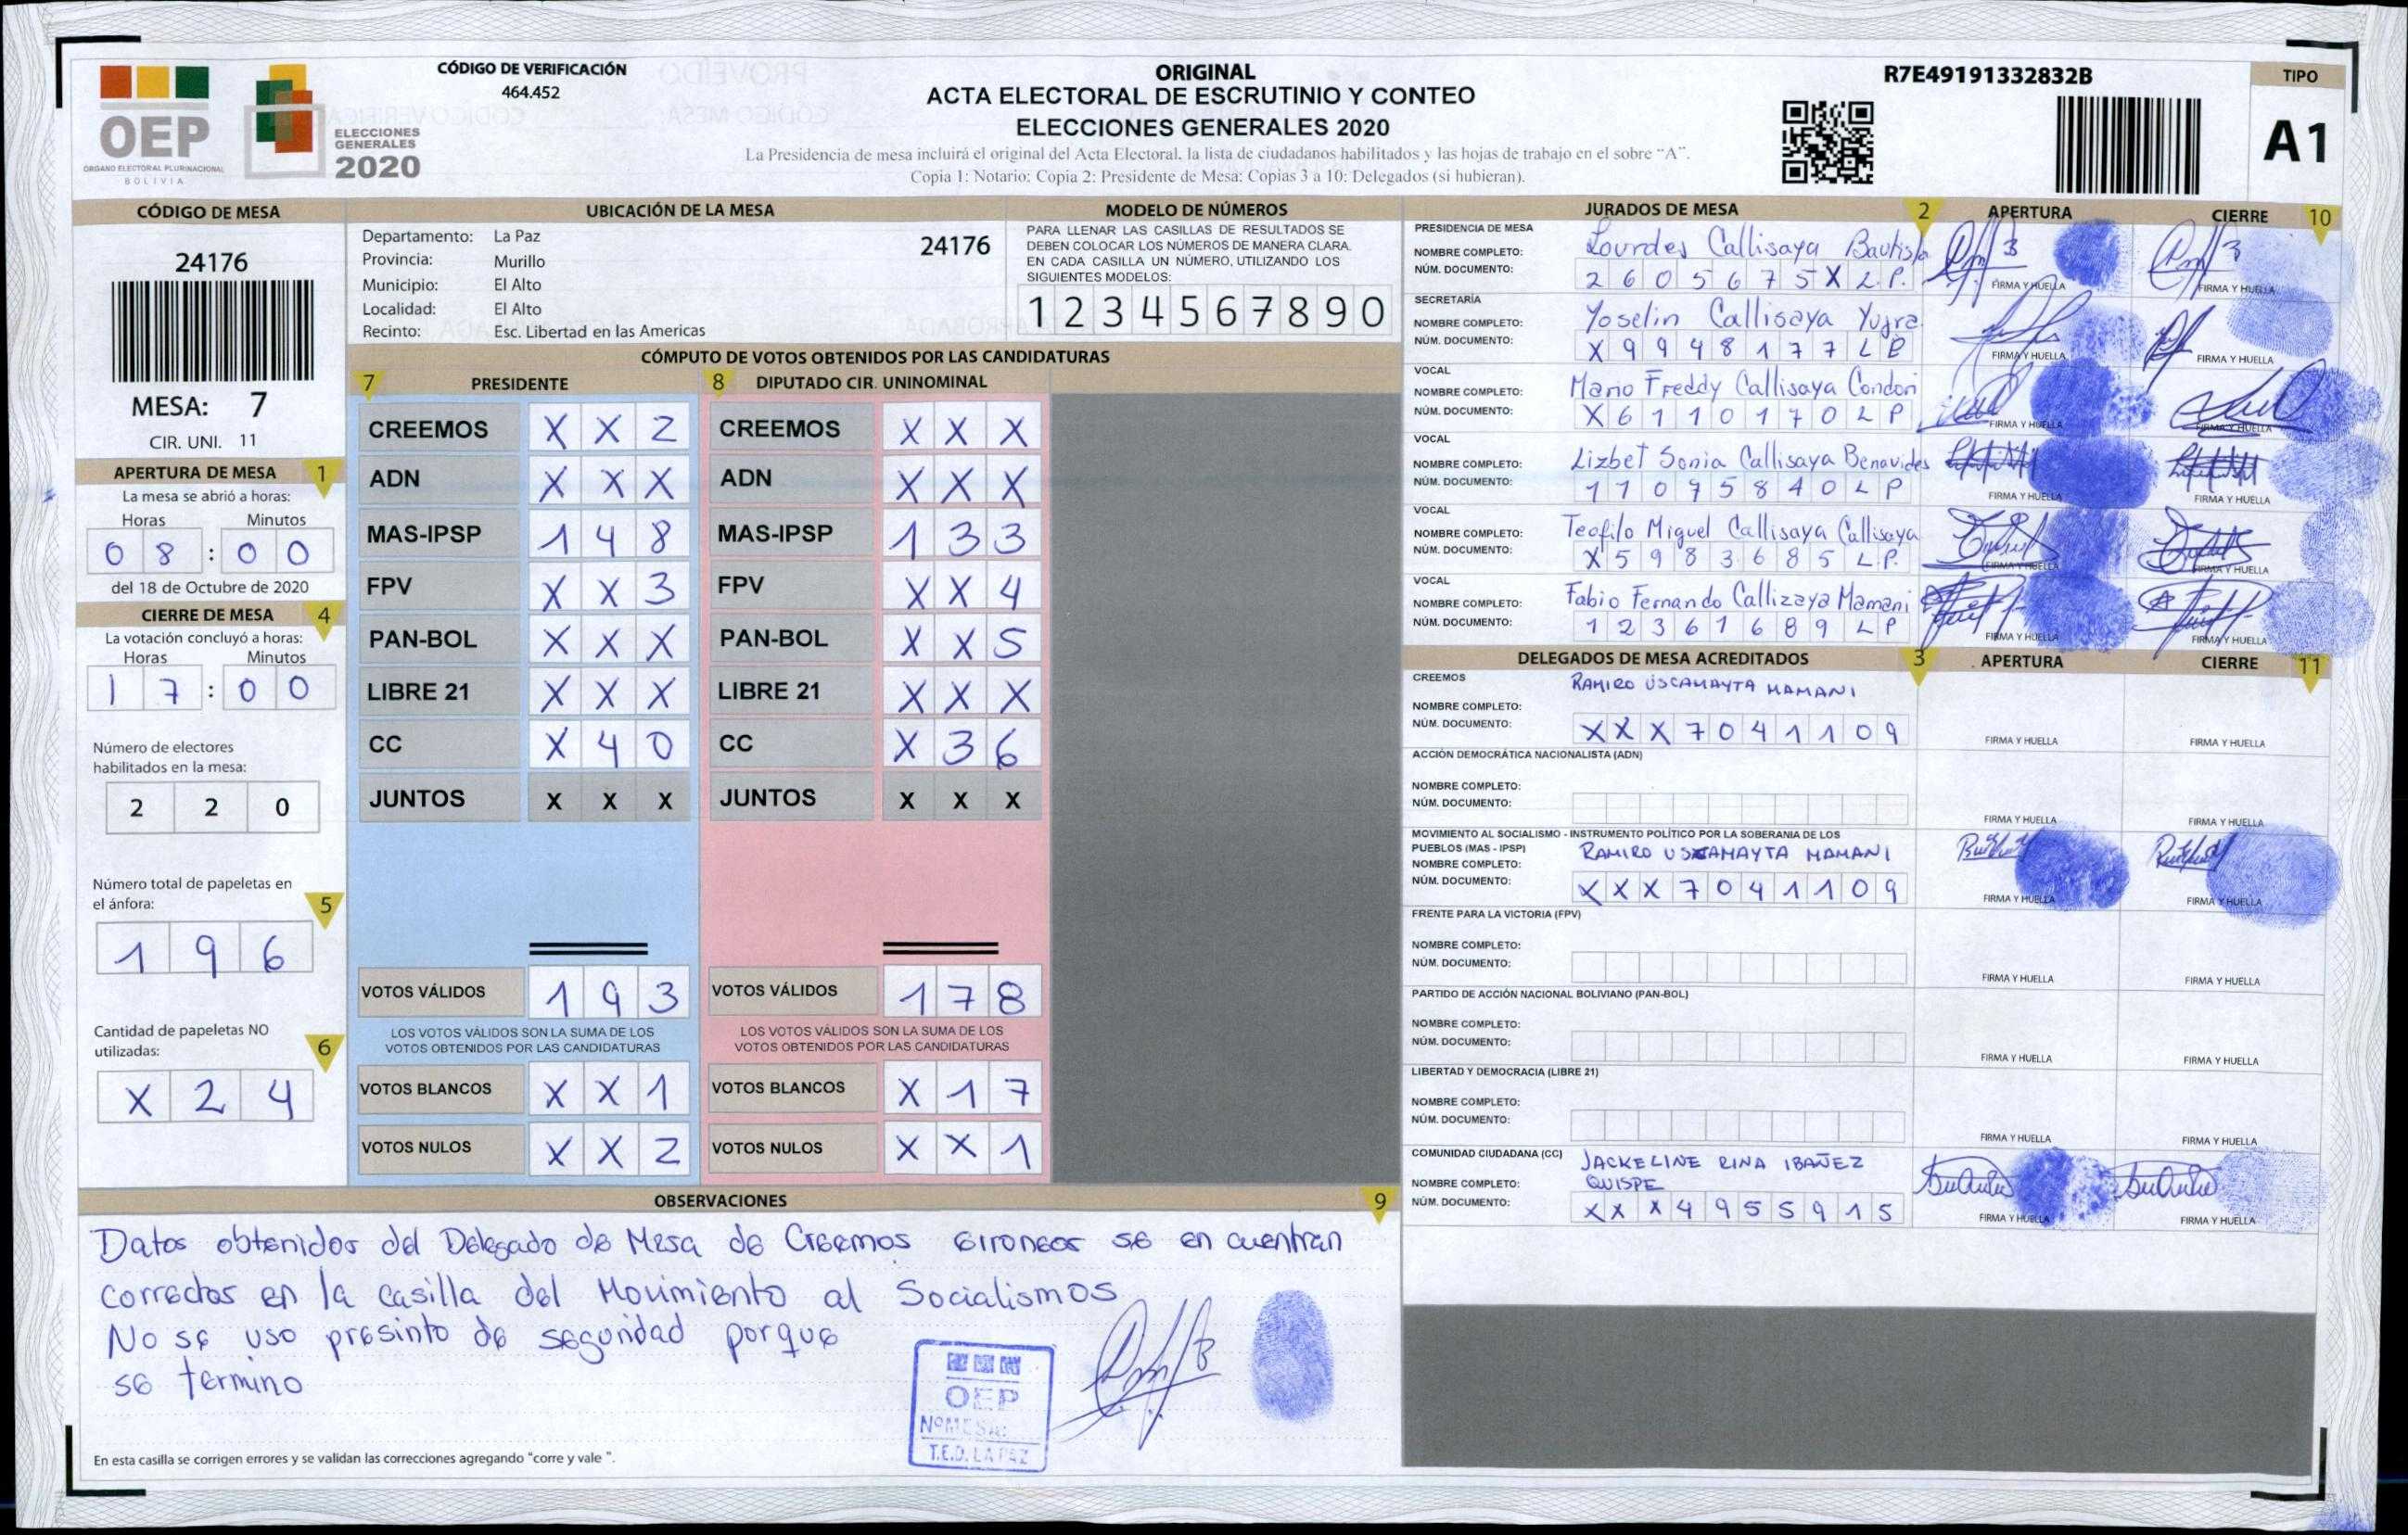 CÓDIGO DE VERIFICACIÓN
464.452
OEP
ÓRGANO ELECTORAL PLURINACIONAL
BOLIVIA
ELECCIONES
GENERALES
2020
ORIGINAL
ACTA ELECTORAL DE ESCRUTINIO Y CONTEO
ELECCIONES GENERALES 2020
La Presidencia de mesa incluirá el original del Acta Electoral, la lista de ciudadanos habilitados y las hojas de trabajo en el sobre “A”.
Copia 1: Notario: Copia 2: Presidente de Mesa: Copias 3 a 10: Delegados (si hubieran).
R7E49191332832B
TIPO
A1
CÓDIGO DE MESA
24176
MESA: 7
CIR. UNI. 11
APERTURA DE MESA 1
La mesa se abrió a horas:
Horas Minutos
0 8 : 0 0
del 18 de Octubre de 2020
CIERRE DE MESA 4
La votación concluyó a horas:
Horas Minutos
1 7 : 0 0
Número de electores
habilitados en la mesa:
2 2 0
Número total de papeletas en
el ánfora: 5
1 9 6
Cantidad de papeletas NO
utilizadas: 6
X 2 4
UBICACIÓN DE LA MESA
Departamento: La Paz 24176
Provincia: Murillo
Municipio: El Alto
Localidad: El Alto
Recinto: Esc. Libertad en las Americas
MODELO DE NÚMEROS
PARA LLENAR LAS CASILLAS DE RESULTADOS SE
DEBEN COLOCAR LOS NÚMEROS DE MANERA CLARA.
EN CADA CASILLA UN NÚMERO, UTILIZANDO LOS
SIGUIENTES MODELOS:
1 2 3 4 5 6 7 8 9 0
CÓMPUTO DE VOTOS OBTENIDOS POR LAS CANDIDATURAS
7 PRESIDENTE 8 DIPUTADO CIR. UNINOMINAL
CREEMOS X X 2 CREEMOS X X X
ADN X X X ADN X X X
MAS-IPSP 1 4 8 MAS-IPSP 1 3 3
FPV X X 3 FPV X X 4
PAN-BOL X X X PAN-BOL X X 5
LIBRE 21 X X X LIBRE 21 X X X
CC X 4 0 CC X 3 6
JUNTOS X X X JUNTOS X X X
VOTOS VÁLIDOS 1 9 3 VOTOS VÁLIDOS 1 7 8
LOS VOTOS VÁLIDOS SON LA SUMA DE LOS LOS VOTOS VÁLIDOS SON LA SUMA DE LOS
VOTOS OBTENIDOS POR LAS CANDIDATURAS VOTOS OBTENIDOS POR LAS CANDIDATURAS
VOTOS BLANCOS X X 1 VOTOS BLANCOS X 1 7
VOTOS NULOS X X 2 VOTOS NULOS X X 1
OBSERVACIONES 9
Datos obtenidos del Delegado de Mesa de Creemos erroneos se en cuentran
correctos en la casilla del Movimiento al Socialismos
No se uso presinto de seguridad porque
se termino
OEP
Nº MESA:
T.E.D. LA PAZ
En esta casilla se corrigen errores y se validan las correcciones agregando “corre y vale ”.
JURADOS DE MESA 2 APERTURA CIERRE 10
PRESIDENCIA DE MESA
NOMBRE COMPLETO: Lourdes Callisaya Bautista
NÚM. DOCUMENTO: 2 6 0 5 6 7 5 X L.P.
FIRMA Y HUELLA FIRMA Y HUELLA
SECRETARÍA
NOMBRE COMPLETO: Yoselin Callisaya Yujra
NÚM. DOCUMENTO: X 9 9 4 8 1 7 7 L P
FIRMA Y HUELLA FIRMA Y HUELLA
VOCAL
NOMBRE COMPLETO: Mario Freddy Callisaya Condori
NÚM. DOCUMENTO: X 6 1 1 0 1 7 0 L P
FIRMA Y HUELLA FIRMA Y HUELLA
VOCAL
NOMBRE COMPLETO: Lizbet Sonia Callisaya Benavides
NÚM. DOCUMENTO: 1 1 0 9 5 8 4 0 L P
FIRMA Y HUELLA FIRMA Y HUELLA
VOCAL
NOMBRE COMPLETO: Teofilo Miguel Callisaya Callisaya
NÚM. DOCUMENTO: X 5 9 8 3 6 8 5 L.P.
FIRMA Y HUELLA FIRMA Y HUELLA
VOCAL
NOMBRE COMPLETO: Fabio Fernando Callizaya Mamani
NÚM. DOCUMENTO: 1 2 3 6 1 6 8 9 L P
FIRMA Y HUELLA FIRMA Y HUELLA
DELEGADOS DE MESA ACREDITADOS 3 APERTURA CIERRE 11
CREEMOS
NOMBRE COMPLETO: RAMIRO USCAMAYTA MAMANI
NÚM. DOCUMENTO: X X X 7 0 4 1 1 0 9
FIRMA Y HUELLA FIRMA Y HUELLA
ACCIÓN DEMOCRÁTICA NACIONALISTA (ADN)
NOMBRE COMPLETO:
NÚM. DOCUMENTO:
FIRMA Y HUELLA FIRMA Y HUELLA
MOVIMIENTO AL SOCIALISMO - INSTRUMENTO POLÍTICO POR LA SOBERANIA DE LOS
PUEBLOS (MAS - IPSP)
NOMBRE COMPLETO: RAMIRO USCAMAYTA MAMANI
NÚM. DOCUMENTO: X X X 7 0 4 1 1 0 9
FIRMA Y HUELLA FIRMA Y HUELLA
FRENTE PARA LA VICTORIA (FPV)
NOMBRE COMPLETO:
NÚM. DOCUMENTO:
FIRMA Y HUELLA FIRMA Y HUELLA
PARTIDO DE ACCIÓN NACIONAL BOLIVIANO (PAN-BOL)
NOMBRE COMPLETO:
NÚM. DOCUMENTO:
FIRMA Y HUELLA FIRMA Y HUELLA
LIBERTAD Y DEMOCRACIA (LIBRE 21)
NOMBRE COMPLETO:
NÚM. DOCUMENTO:
FIRMA Y HUELLA FIRMA Y HUELLA
COMUNIDAD CIUDADANA (CC)
NOMBRE COMPLETO: JACKELINE RINA IBAÑEZ
QUISPE
NÚM. DOCUMENTO: X X X 4 9 5 5 9 1 5
FIRMA Y HUELLA FIRMA Y HUELLA